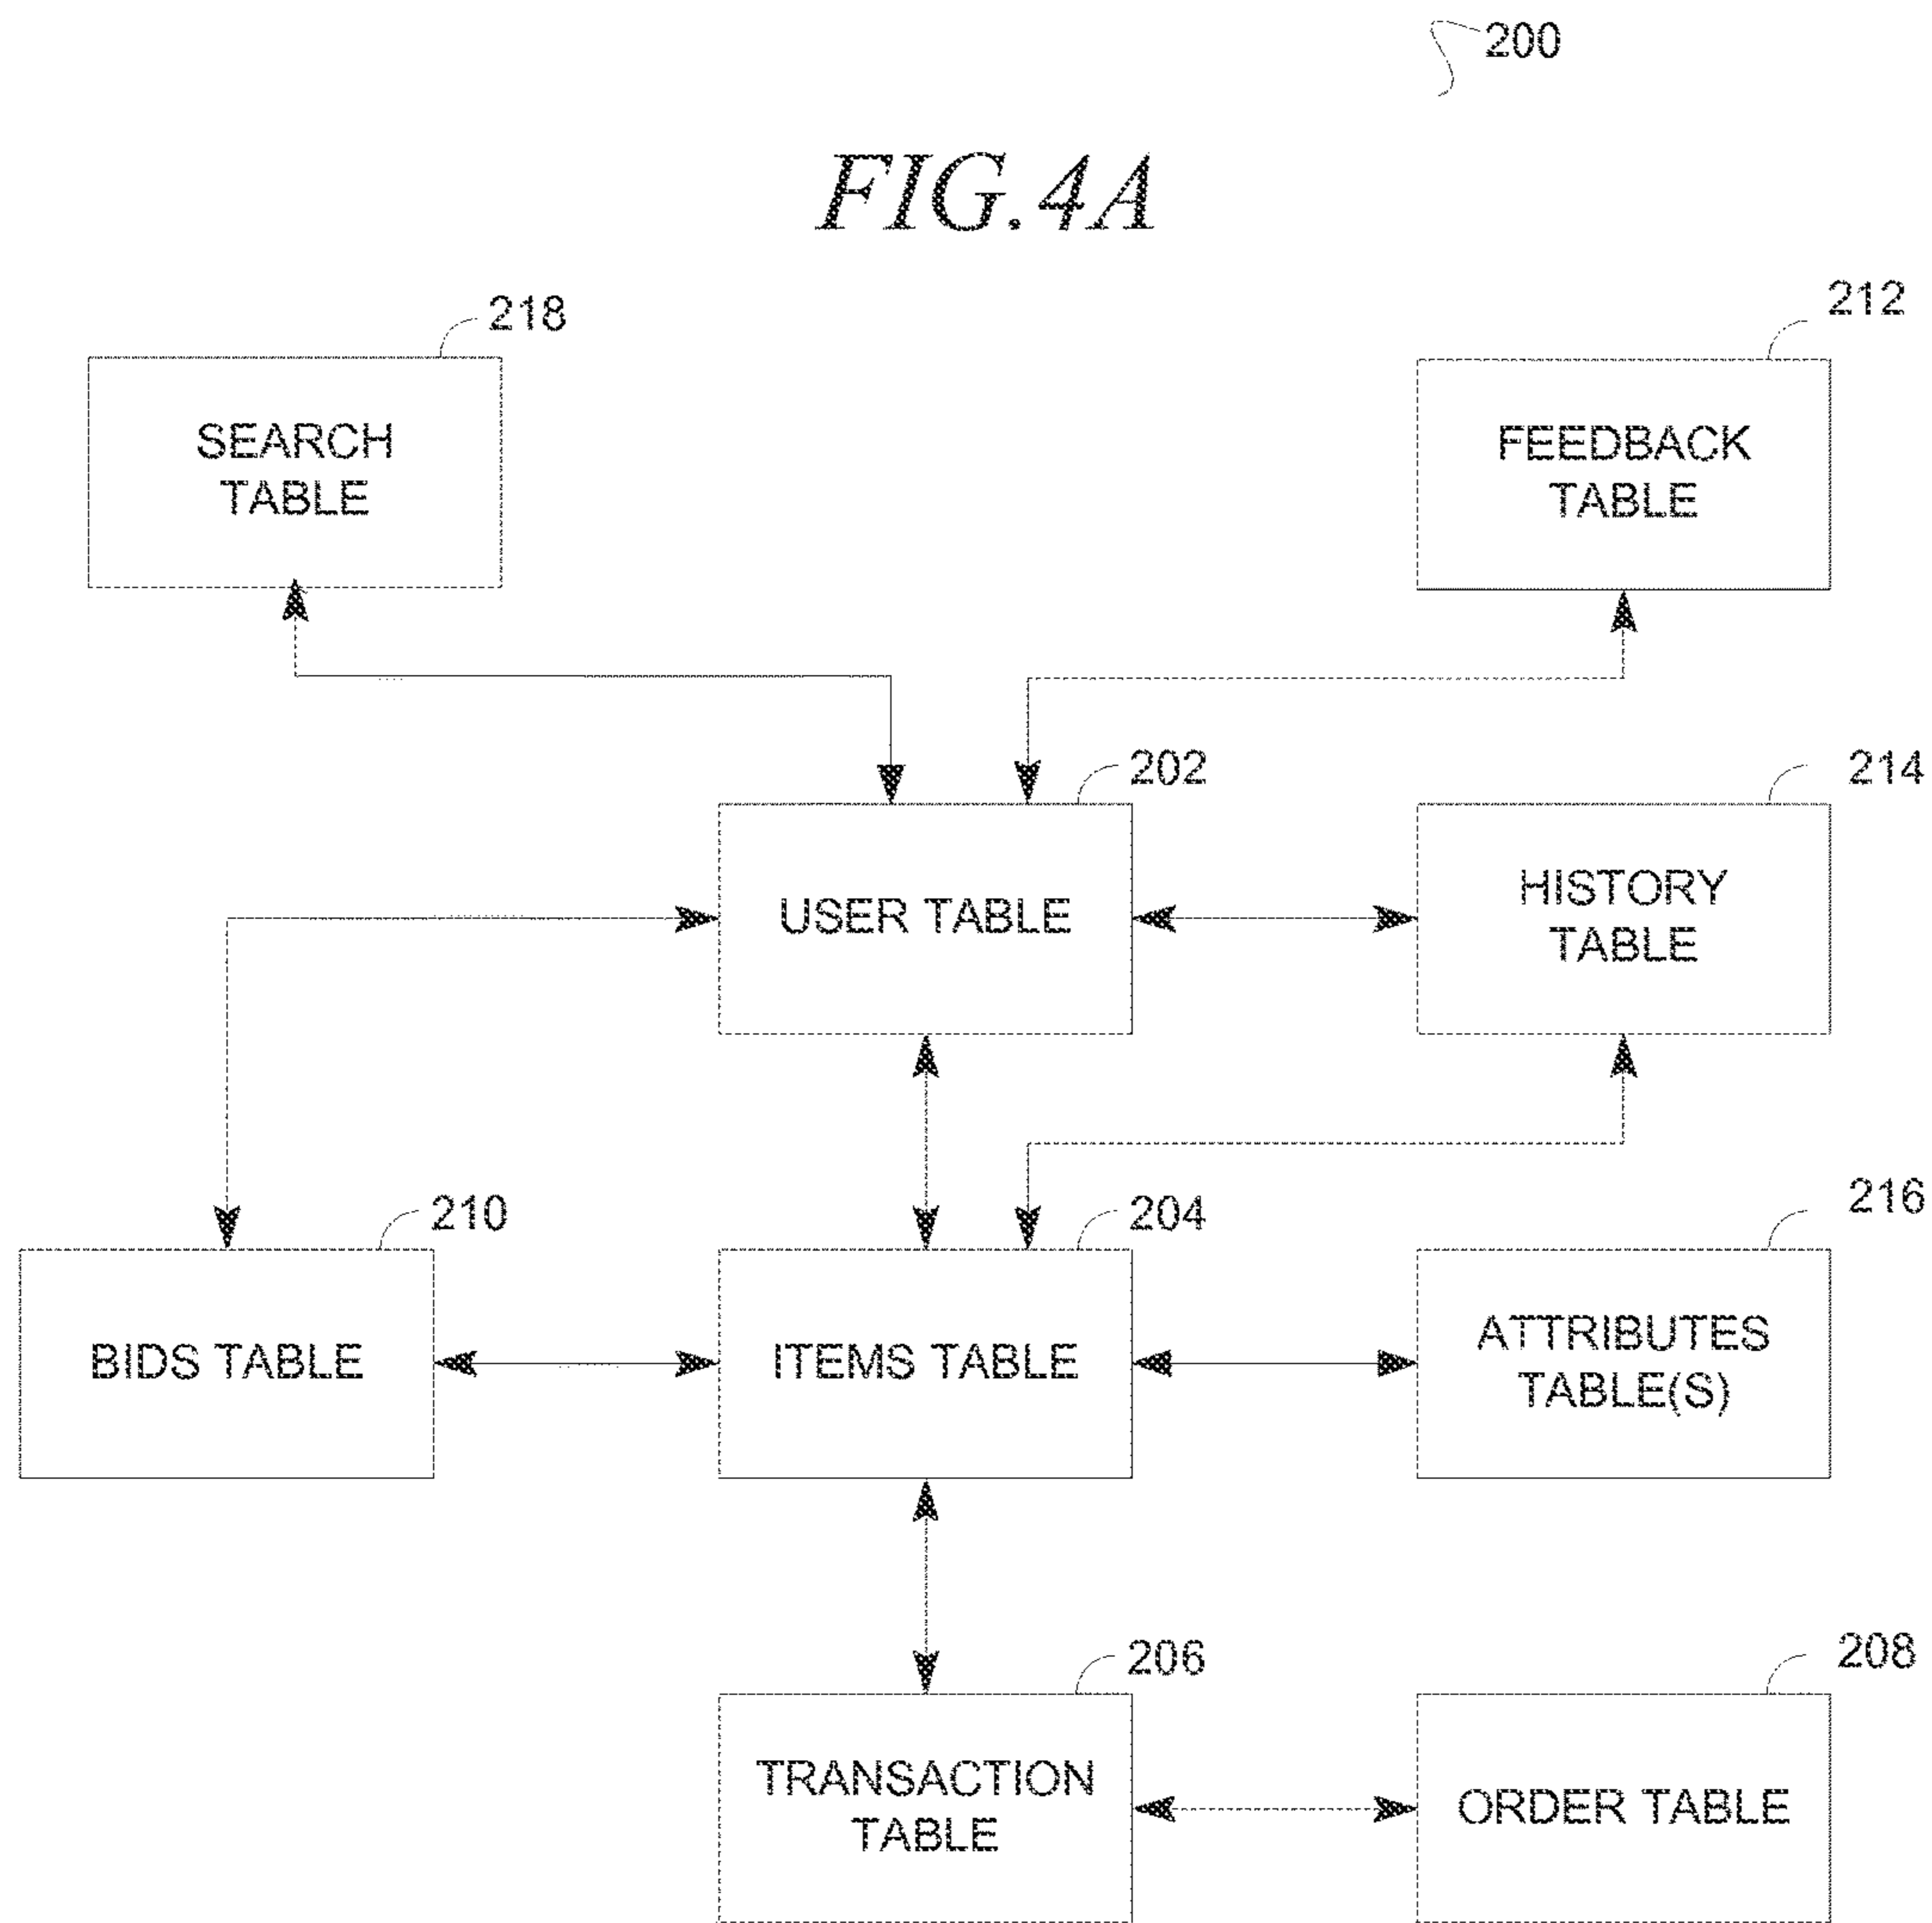 200
FIG.4A
218
212
SEARCH
TABLE
FEEDBACK
TABLE
202
214
USER TABLE
HISTORY
TABLE
210
204
216
BIDS TABLE
ITEMS TABLE
ATTRIBUTES
TABLE(S)
206
208
TRANSACTION
TABLE
ORDER TABLE